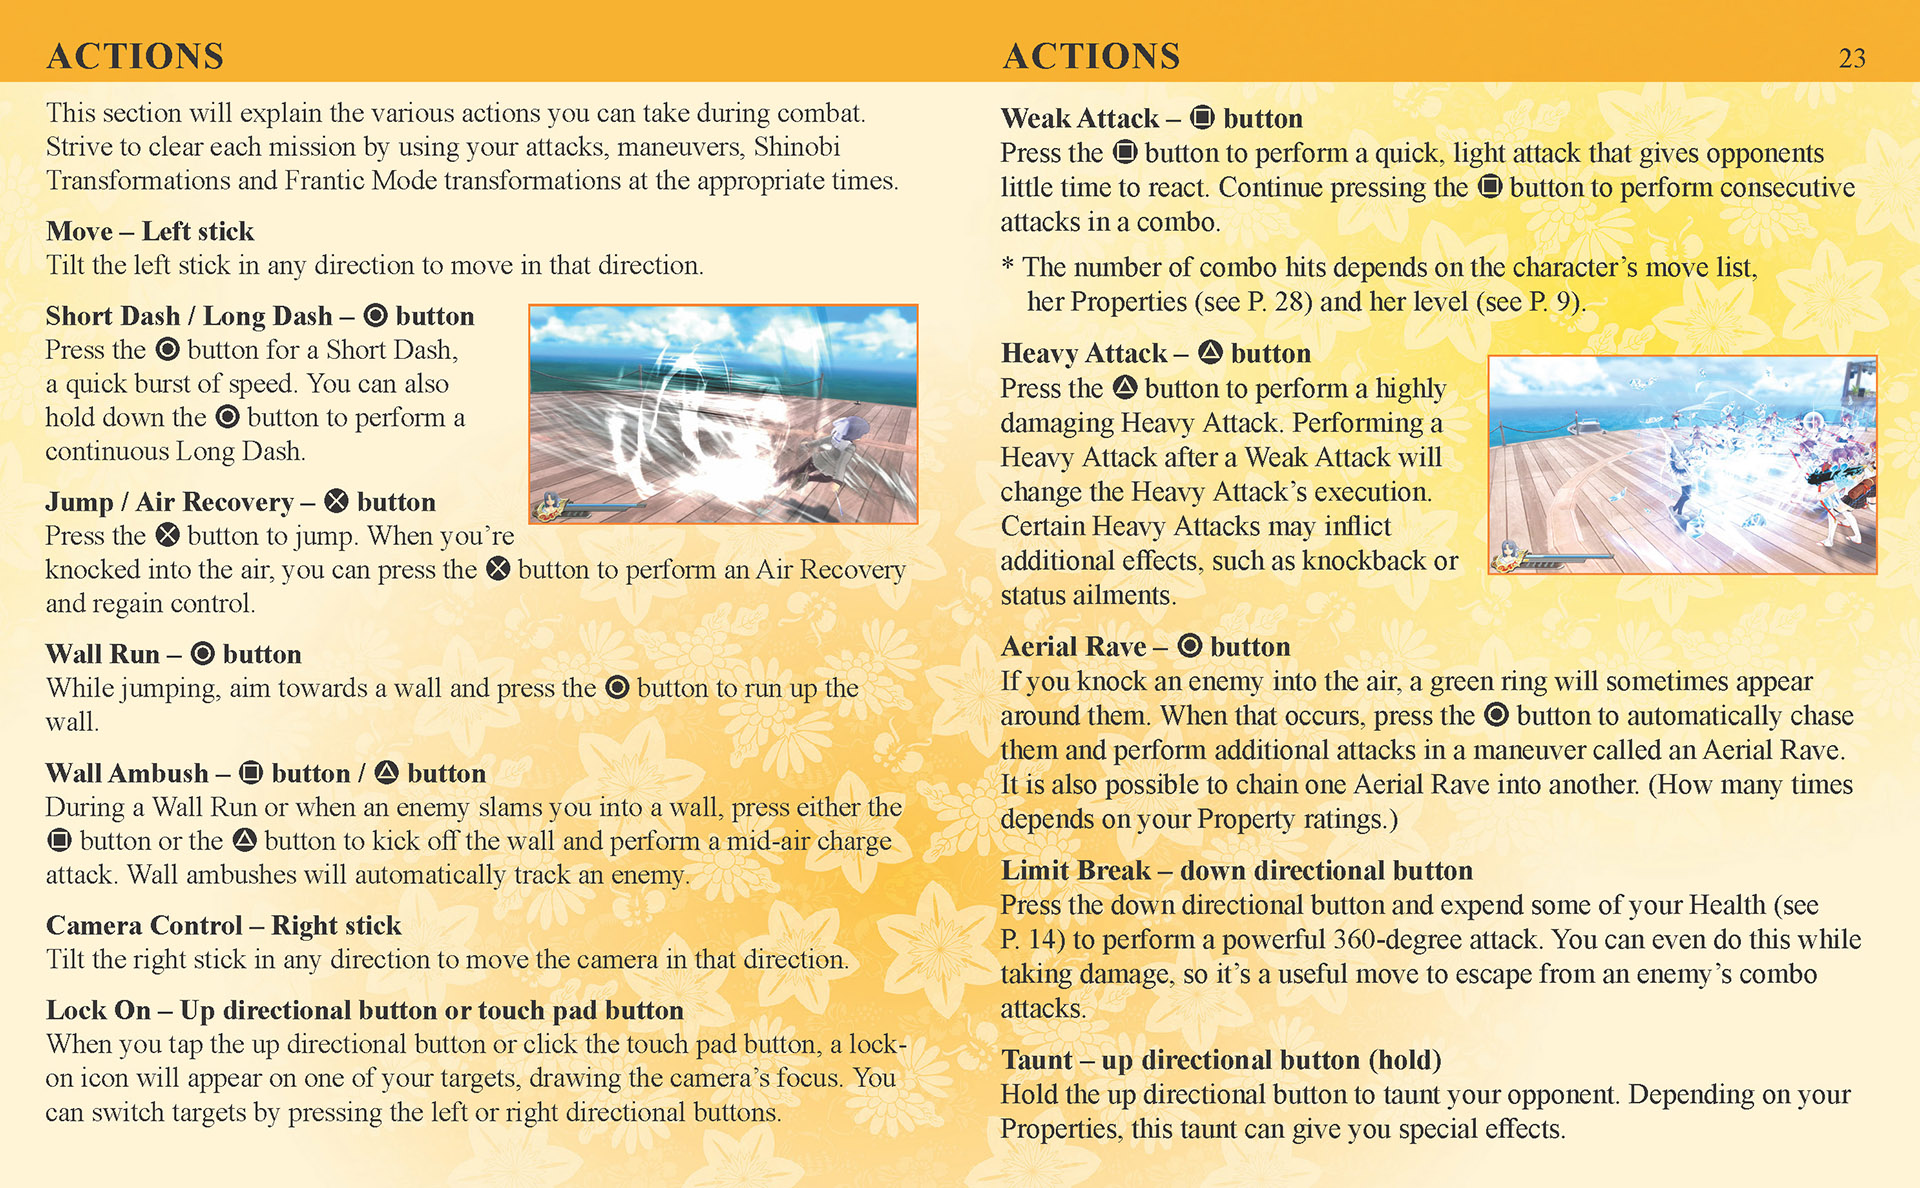 ACTIONS
This section will explain the various actions you can take during combat.
Strive to clear each mission by using your attacks, maneuvers, Shinobi
Transformations and Frantic Mode transformations at the appropriate times.
Move – Left stick
Tilt the left stick in any direction to move in that direction.
Short Dash / Long Dash – button
Press the button for a Short Dash,
a quick burst of speed. You can also
hold down the button to perform a
continuous Long Dash.
Jump / Air Recovery – button
Press the button to jump. When you’re
knocked into the air, you can press the button to perform an Air Recovery
and regain control.
Wall Run – button
While jumping, aim towards a wall and press the button to run up the
wall.
Wall Ambush – button / button
During a Wall Run or when an enemy slams you into a wall, press either the
button or the button to kick off the wall and perform a mid-air charge
attack. Wall ambushes will automatically track an enemy.
Camera Control – Right stick
Tilt the right stick in any direction to move the camera in that direction.
Lock On – Up directional button or touch pad button
When you tap the up directional button or click the touch pad button, a lock-
on icon will appear on one of your targets, drawing the camera’s focus. You
can switch targets by pressing the left or right directional buttons.
ACTIONS
23
Weak Attack – button
Press the button to perform a quick, light attack that gives opponents
little time to react. Continue pressing the button to perform consecutive
attacks in a combo.
* The number of combo hits depends on the character’s move list,
her Properties (see P. 28) and her level (see P. 9).
Heavy Attack – button
Press the button to perform a highly
damaging Heavy Attack. Performing a
Heavy Attack after a Weak Attack will
change the Heavy Attack’s execution.
Certain Heavy Attacks may inflict
additional effects, such as knockback or
status ailments.
Aerial Rave – button
If you knock an enemy into the air, a green ring will sometimes appear
around them. When that occurs, press the button to automatically chase
them and perform additional attacks in a maneuver called an Aerial Rave.
It is also possible to chain one Aerial Rave into another. (How many times
depends on your Property ratings.)
Limit Break – down directional button
Press the down directional button and expend some of your Health (see
P. 14) to perform a powerful 360-degree attack. You can even do this while
taking damage, so it’s a useful move to escape from an enemy’s combo
attacks.
Taunt – up directional button (hold)
Hold the up directional button to taunt your opponent. Depending on your
Properties, this taunt can give you special effects.